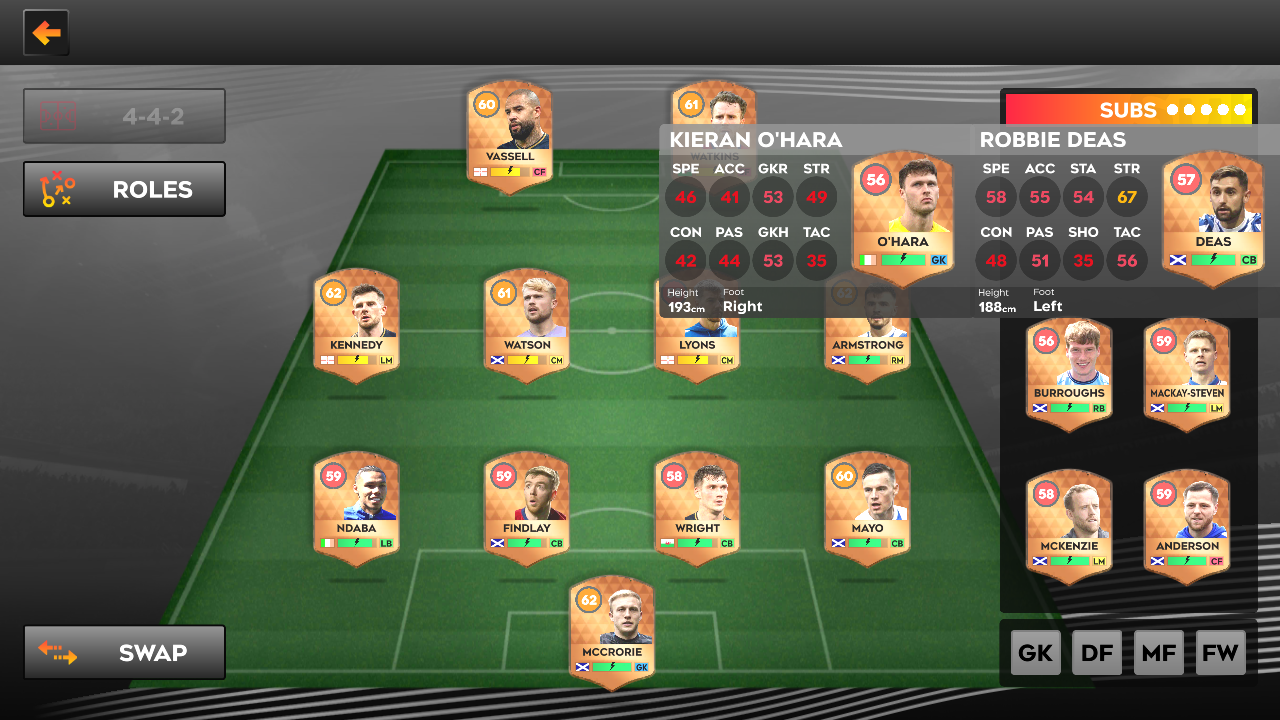 4-4-2
ROLES
SUBS
60
VASSELL
CF
61
WATKINS
KIERAN O'HARA
SPE ACC GKR STR
46 41 53 49
CON PAS GKH TAC
42 44 53 35
Height Foot
193cm Right
56
O'HARA
GK
ROBBIE DEAS
SPE ACC STA STR
58 55 54 67
CON PAS SHO TAC
48 51 35 56
Height Foot
188cm Left
57
DEAS
CB
62
KENNEDY
LM
61
WATSON
CM
LYONS
CM
62
ARMSTRONG
RM
56
BURROUGHS
RB
59
MACKAY-STEVEN
LM
59
NDABA
LB
59
FINDLAY
CB
58
WRIGHT
CB
60
MAYO
CB
58
MCKENZIE
LM
59
ANDERSON
CF
62
MCCRORIE
GK
SWAP
GK DF MF FW